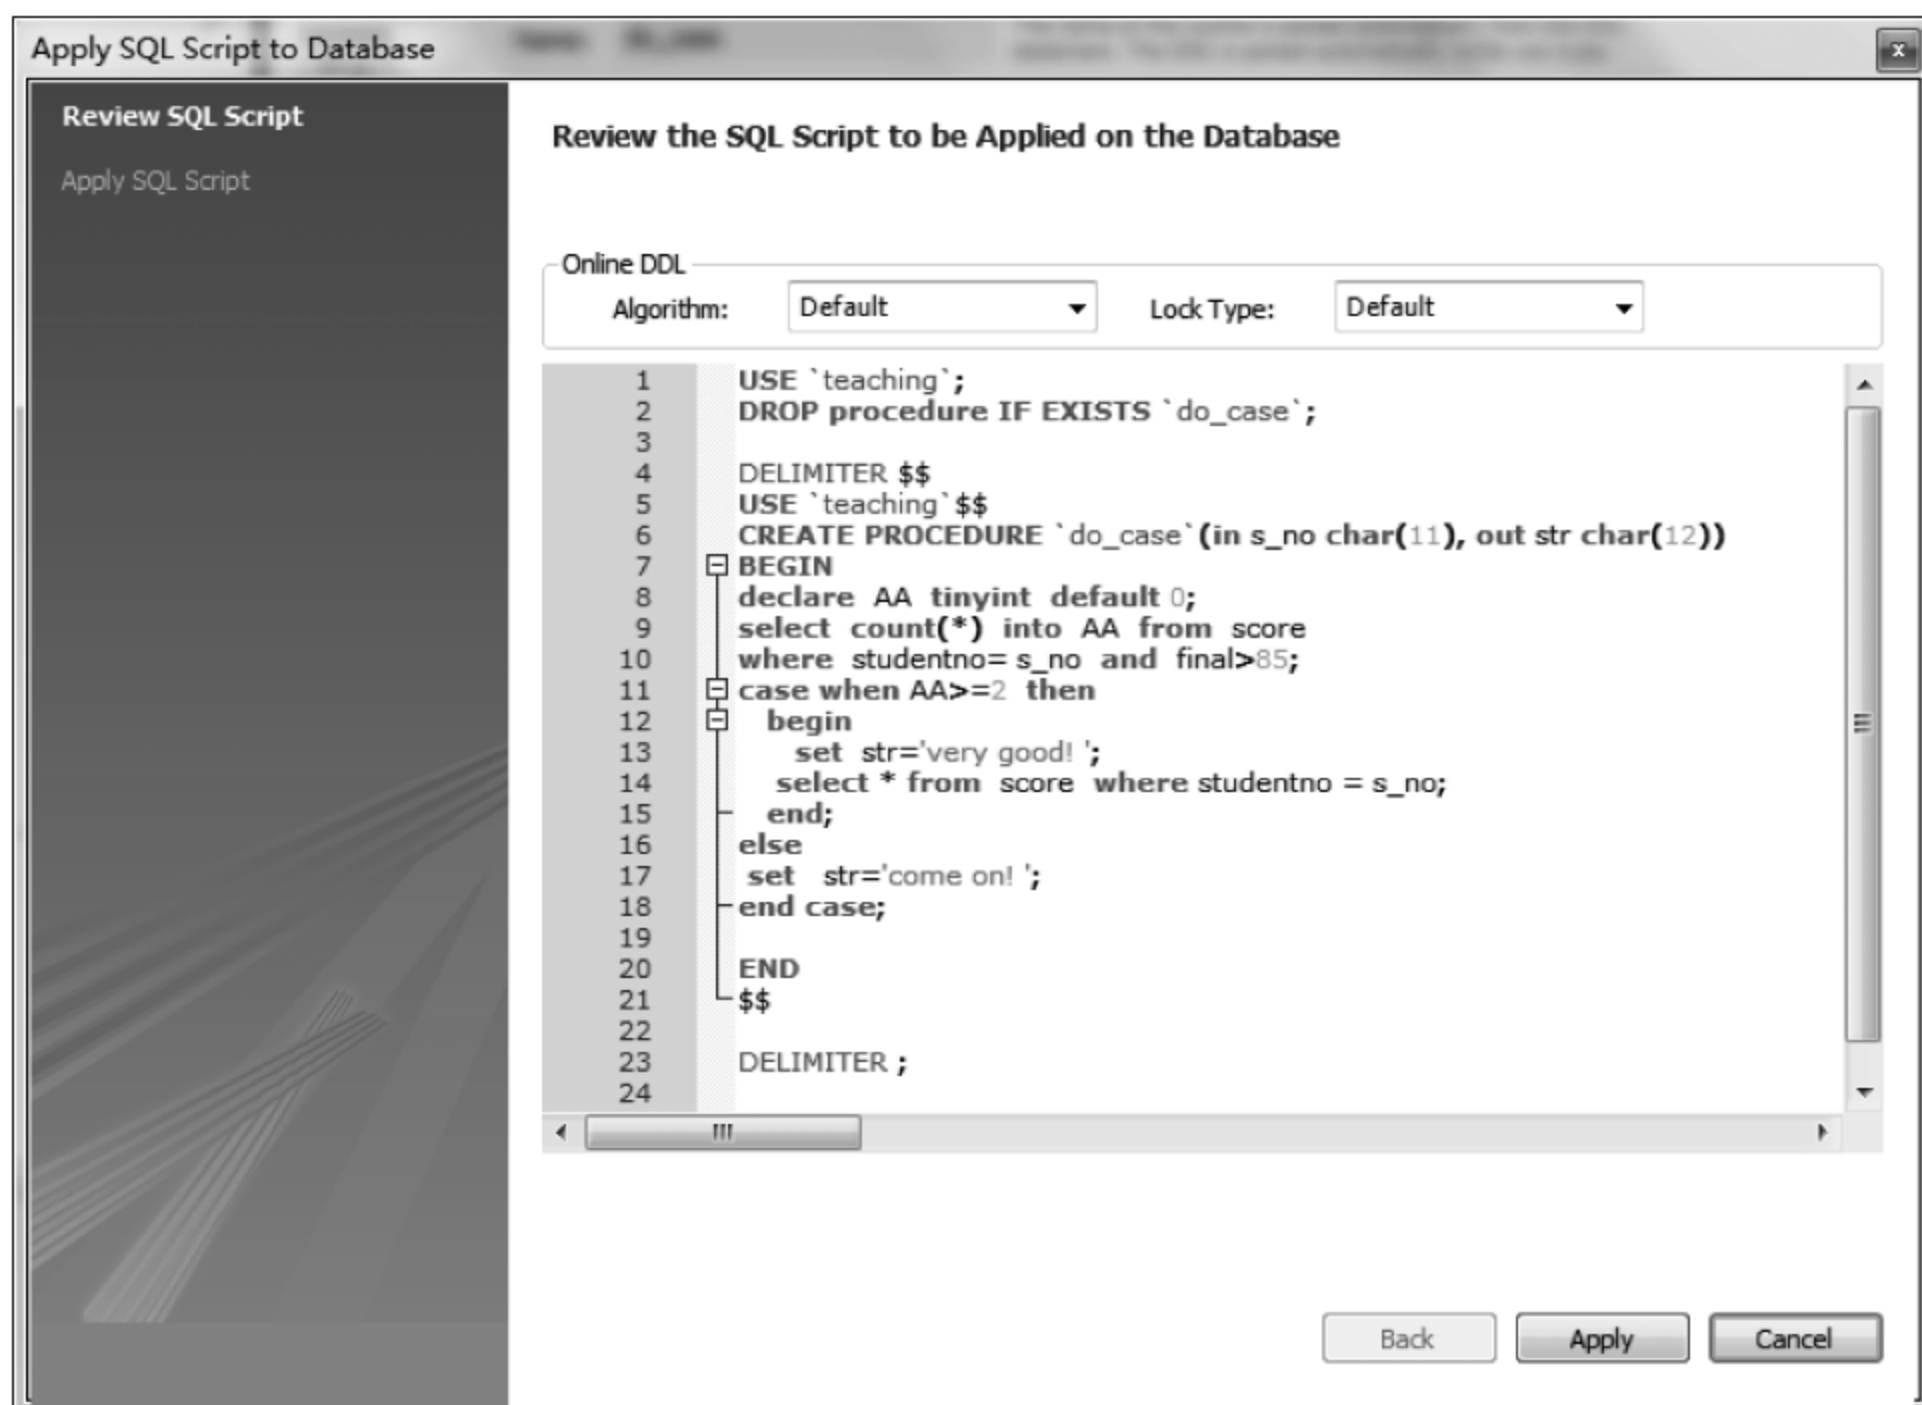 Apply SQL Script to Database
Review SQL Script
Apply SQL Script
Review the SQL Script to be Applied on the Database
Online DDL
Algorithm: Default Lock Type: Default
1 USE `teaching`;
2 DROP procedure IF EXISTS `do_case`;
3
4 DELIMITER $$
5 USE `teaching`$$
6 CREATE PROCEDURE `do_case`(in s_no char(11), out str char(12))
7 BEGIN
8 declare AA tinyint default 0;
9 select count(*) into AA from score
10 where studentno= s_no and final>85;
11 case when AA>=2 then
12 begin
13 set str='very good! ';
14 select * from score where studentno = s_no;
15 end;
16 else
17 set str='come on! ';
18 end case;
19
20 END
21 $$
22
23 DELIMITER ;
24
Back Apply Cancel